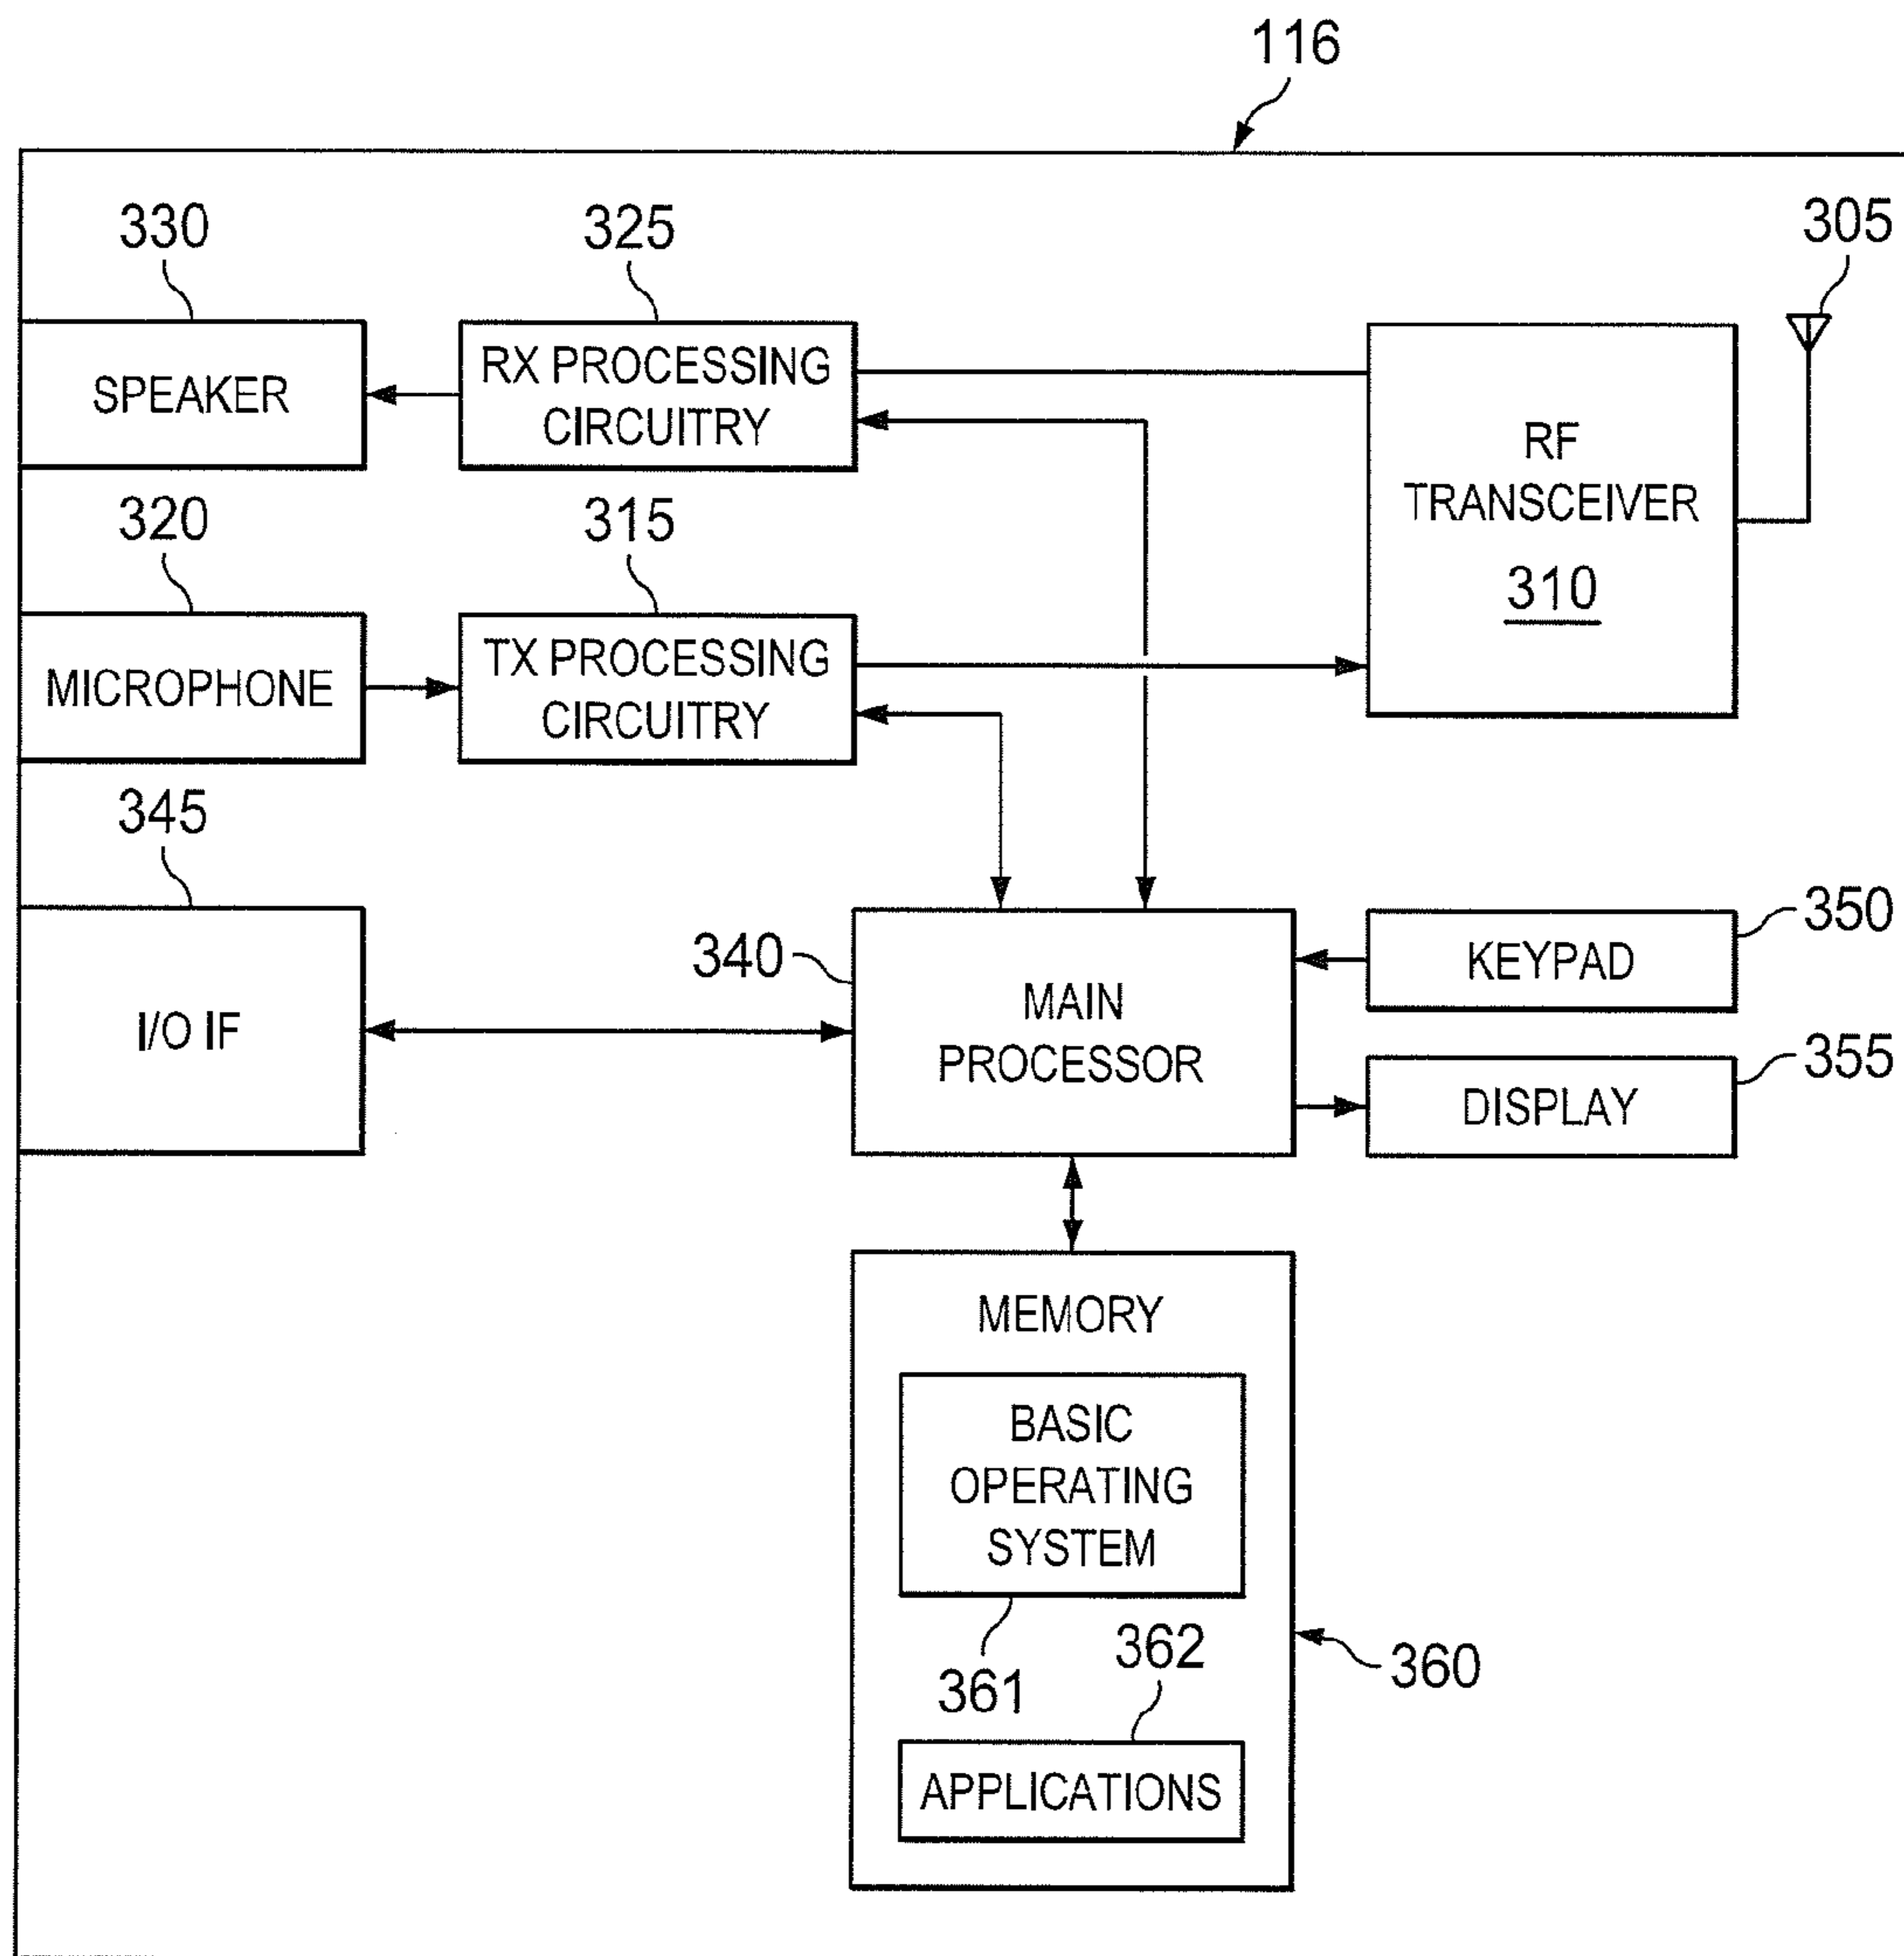 116
330
325
305
SPEAKER
RX PROCESSING
CIRCUITRY
RF
TRANSCEIVER
310
320
315
MICROPHONE
TX PROCESSING
CIRCUITRY
345
I/O IF
340
MAIN
PROCESSOR
350
KEYPAD
355
DISPLAY
MEMORY
BASIC
OPERATING
SYSTEM
361
362
360
APPLICATIONS